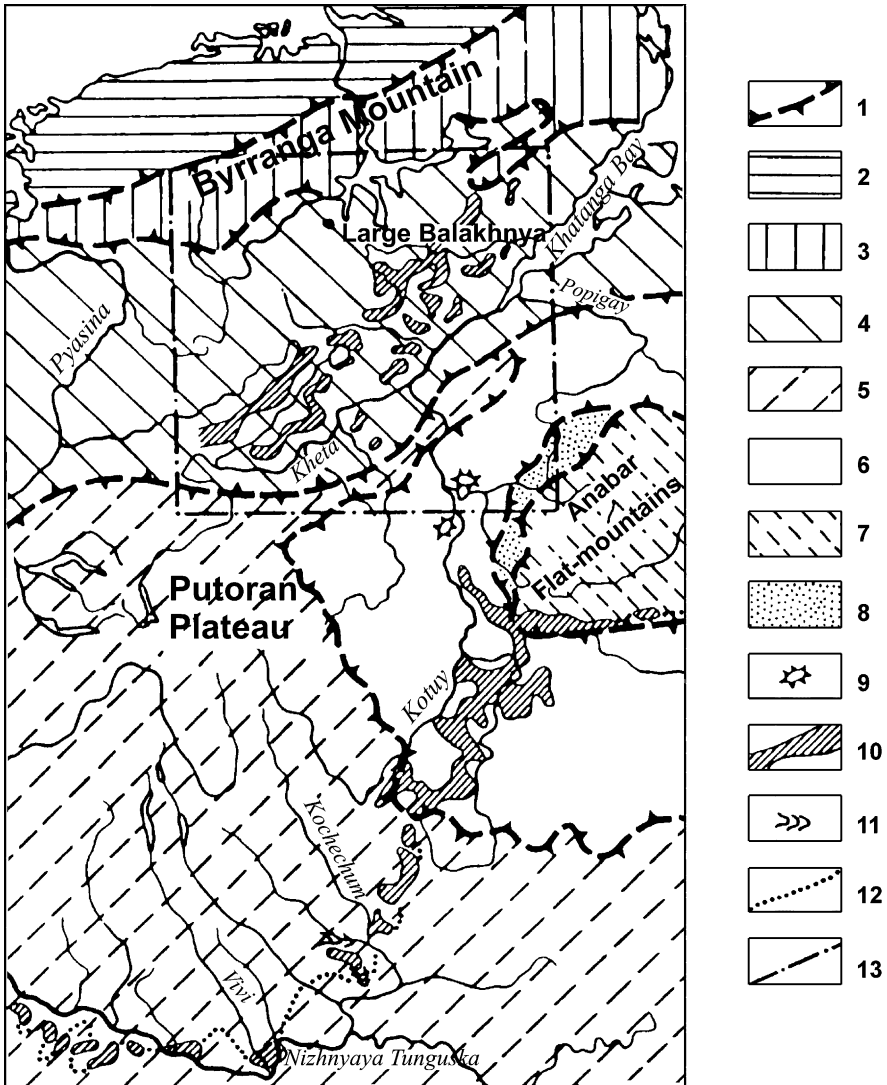 Byrranga Mountain
Khatanga Bay
Large Balakhnya
Popigay
Pyasina
Kheta
Anabar
Flat-mountains
Putoran
Plateau
Kotuy
Kochechum
Vivi
Nizhnyaya Tunguska
1
2
3
4
5
6
7
8
9
10
11
12
13